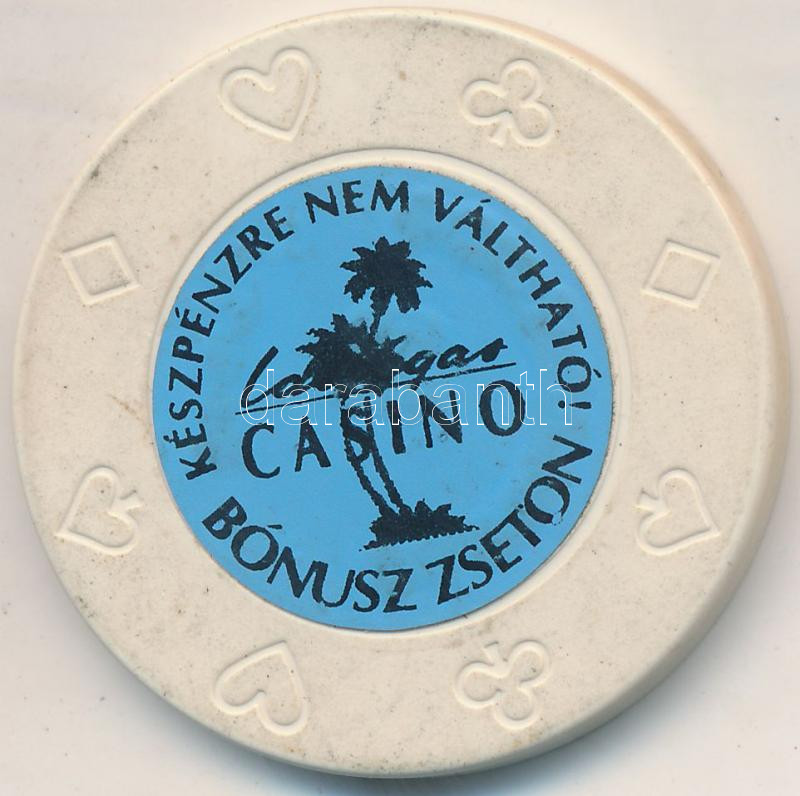 KÉSZPÉNZRE NEM VÁLTHATÓ!
Las Vegas
CASINO
BÓNUSZ ZSETON
darabanth